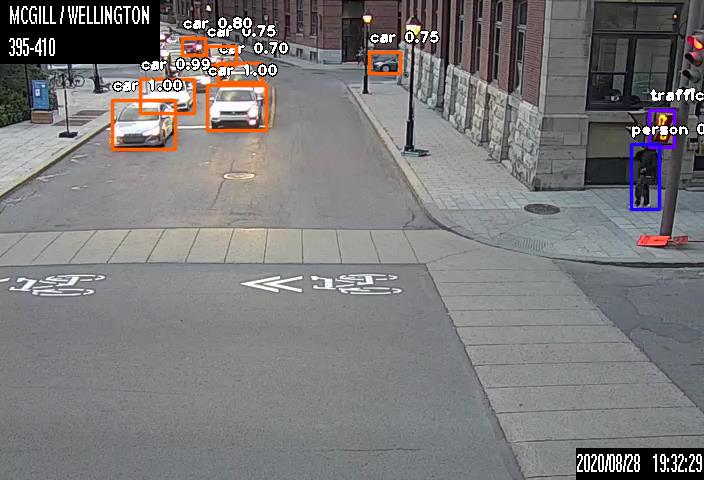 MCGILL / WELLINGTON
395-410
car 0.80
car 0.75
car 0.70
car 0.75
car 0.99
car 1.00
car 1.00
traffic
person 0
2020/08/28 19:32:29